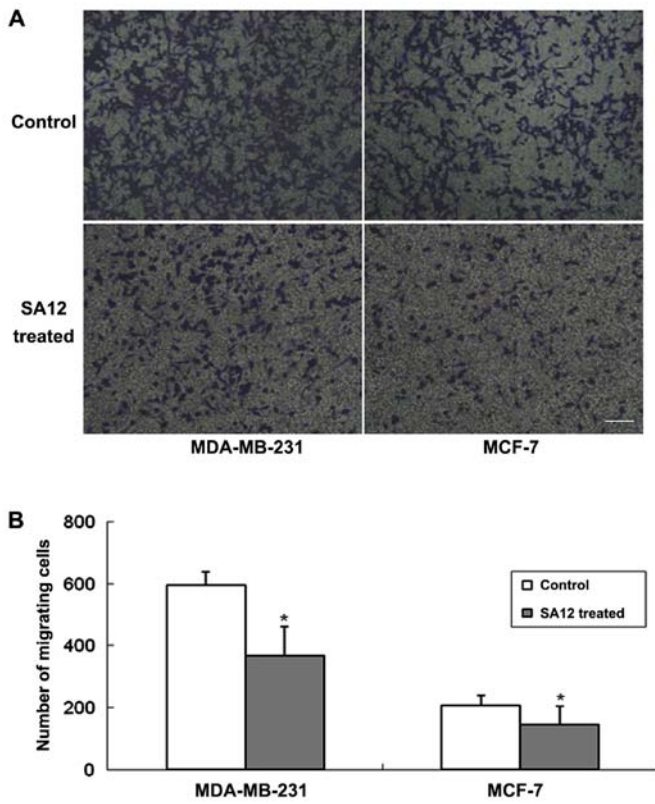 A
Control
SA12
treated
MDA-MB-231
MCF-7
B
Number of migrating cells
800
600
400
200
0
*
*
Control
SA12 treated
MDA-MB-231
MCF-7